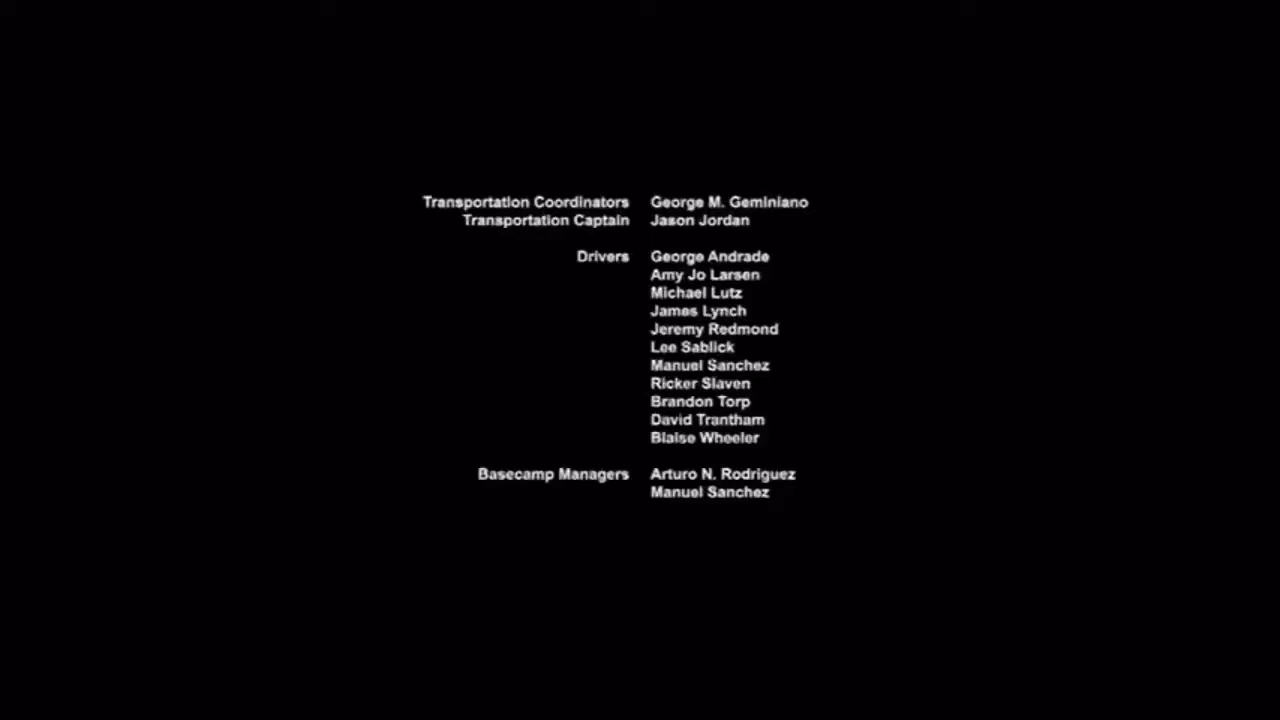 Transportation Coordinators George M. Geminiano
Transportation Captain Jason Jordan
Drivers George Andrade
Amy Jo Larsen
Michael Lutz
James Lynch
Jeremy Redmond
Lee Sablick
Manuel Sanchez
Ricker Slaven
Brandon Torp
David Trantham
Blaise Wheeler
Basecamp Managers Arturo N. Rodriguez
Manuel Sanchez